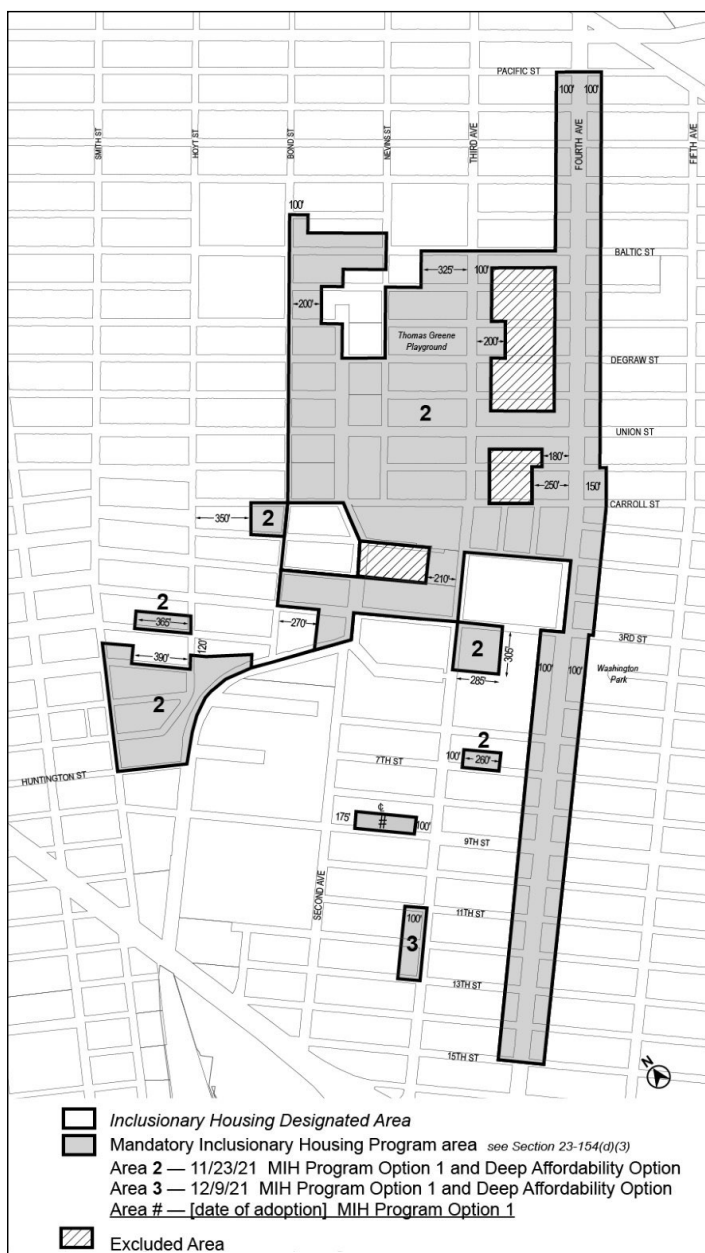 PACIFIC ST
100' 100'
SMITH ST
HOYT ST
BOND ST
NEVINS ST
THIRD AVE
FOURTH AVE
FIFTH AVE
100'
BALTIC ST
325' 100'
200'
Thomas Greene
Playground
200'
DEGRAW ST
2
UNION ST
180'
250' 150'
CARROLL ST
350' 2
210'
2
365'
270'
120'
390'
2
305'
285'
3RD ST
100' 100'
Washington
Park
2
2
100' 260'
7TH ST
HUNTINGTON ST
175' ℄ # 100'
9TH ST
SECOND AVE
100'
3
11TH ST
13TH ST
15TH ST
N
Inclusionary Housing Designated Area
Mandatory Inclusionary Housing Program area see Section 23-154(d)(3)
Area 2 — 11/23/21 MIH Program Option 1 and Deep Affordability Option
Area 3 — 12/9/21 MIH Program Option 1 and Deep Affordability Option
Area # — [date of adoption] MIH Program Option 1
Excluded Area